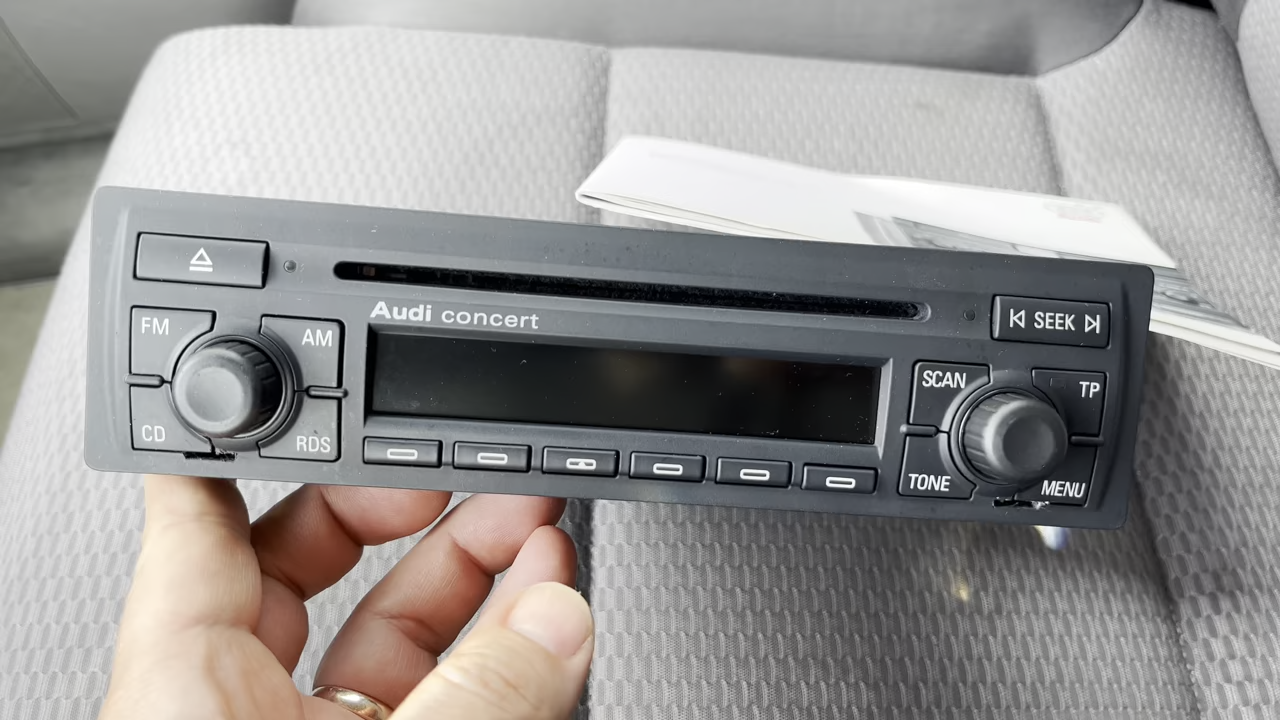 Audi concert
FM
AM
CD
RDS
SEEK
SCAN
TP
TONE
MENU